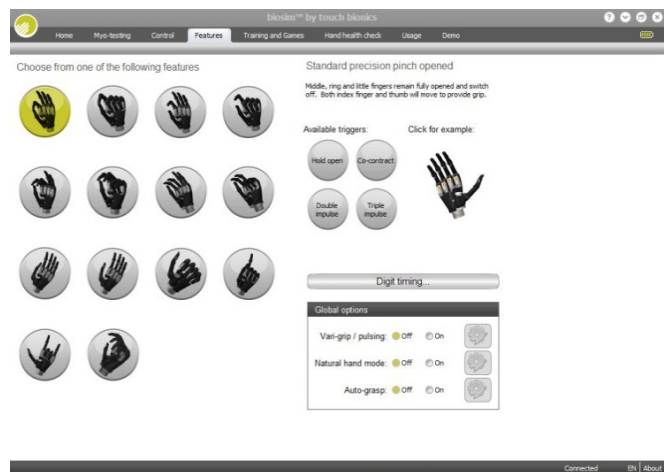 biosim™ by touch bionics
Home Myo-testing Control Features Training and Games Hand health check Usage Demo
Choose from one of the following features
Standard precision pinch opened
Middle, ring and little fingers remain fully opened and switch
off. Both index finger and thumb will move to provide grip.
Available triggers: Click for example:
Hold open Co-contract
Double impulse Triple impulse
Digit timing...
Global options
Vari-grip / pulsing: Off On
Natural hand mode: Off On
Auto-grasp: Off On
Connected EN About